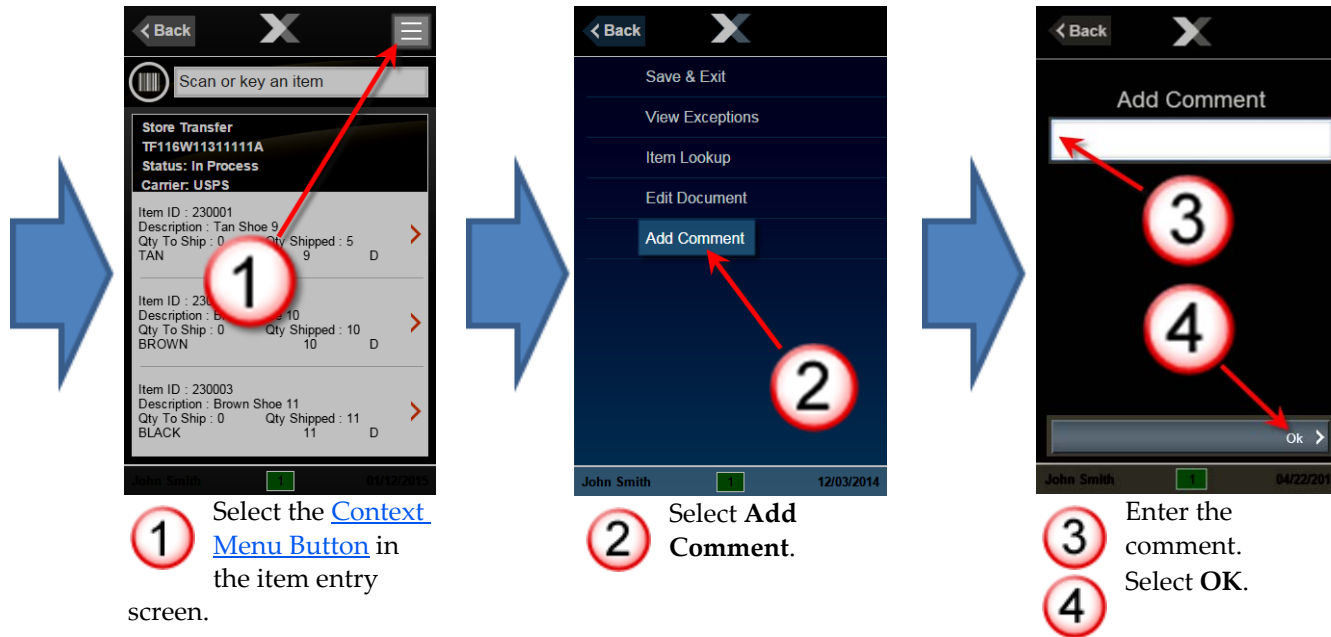 Back
Scan or key an item
Store Transfer
TF116W11311111A
Status: In Process
Carrier: USPS
Item ID : 230001
Description : Tan Shoe 9
Qty To Ship : 0 Qty Shipped : 5
TAN 9 D
1
Item ID :
Description : 10
Qty To Ship : 0 Qty Shipped : 10
BROWN 10 D
Item ID : 230003
Description : Brown Shoe 11
Qty To Ship : 0 Qty Shipped : 11
BLACK 11 D
John Smith 1 01/12/2015
1 Select the Context
Menu Button in
the item entry
screen.
Back
Save & Exit
View Exceptions
Item Lookup
Edit Document
Add Comment
2
John Smith 1 12/03/2014
2 Select Add
Comment.
Back
Add Comment
3
4
Ok
John Smith 1 04/22/201
3 Enter the
comment.
4 Select OK.